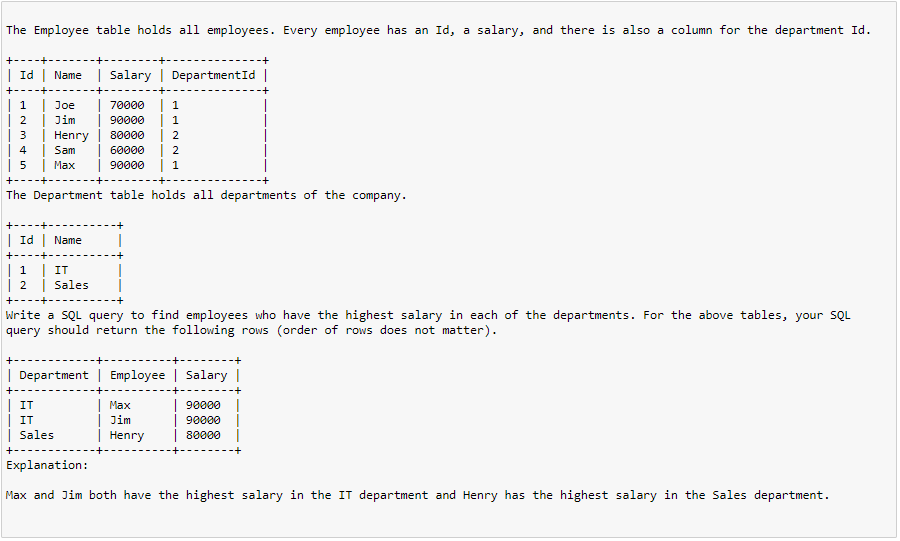 The Employee table holds all employees. Every employee has an Id, a salary, and there is also a column for the department Id.
+----+-------+--------+--------------+
| Id | Name  | Salary | DepartmentId |
+----+-------+--------+--------------+
| 1  | Joe   | 70000  | 1            |
| 2  | Jim   | 90000  | 1            |
| 3  | Henry | 80000  | 2            |
| 4  | Sam   | 60000  | 2            |
| 5  | Max   | 90000  | 1            |
+----+-------+--------+--------------+
The Department table holds all departments of the company.
+----+----------+
| Id | Name     |
+----+----------+
| 1  | IT       |
| 2  | Sales    |
+----+----------+
Write a SQL query to find employees who have the highest salary in each of the departments. For the above tables, your SQL
query should return the following rows (order of rows does not matter).
+------------+----------+--------+
| Department | Employee | Salary |
+------------+----------+--------+
| IT         | Max      | 90000  |
| IT         | Jim      | 90000  |
| Sales      | Henry    | 80000  |
+------------+----------+--------+
Explanation:
Max and Jim both have the highest salary in the IT department and Henry has the highest salary in the Sales department.